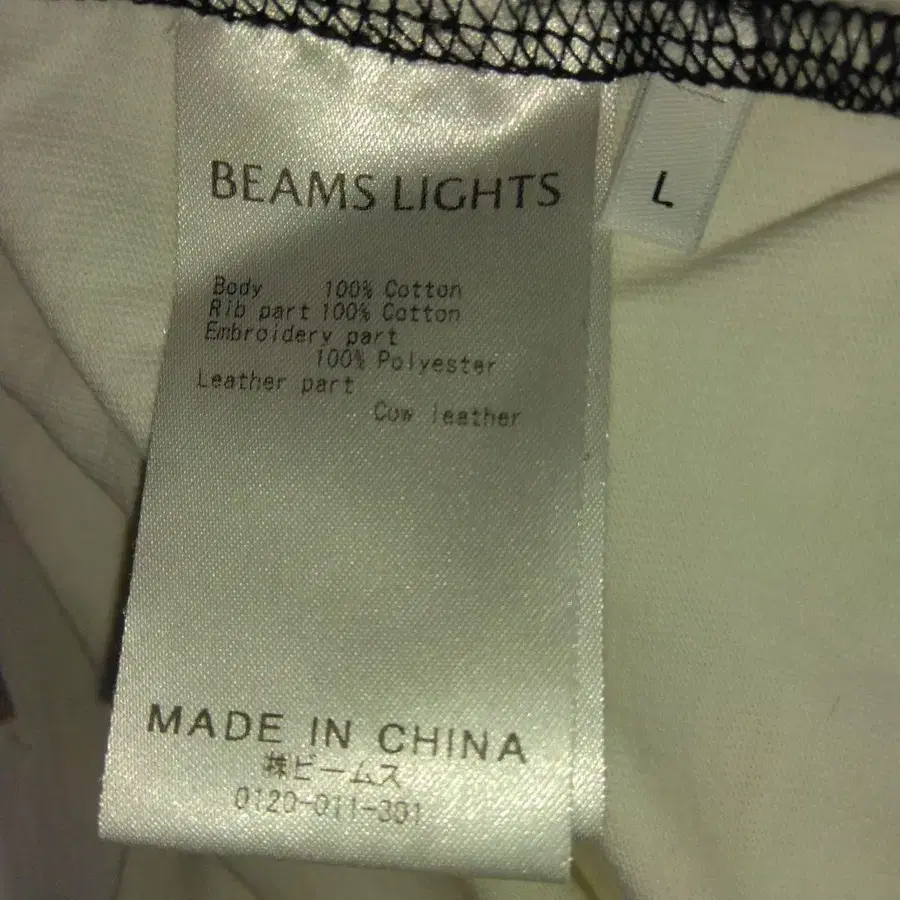 BEAMS LIGHTS
L
Body 100% Cotton
Rib part 100% Cotton
Embroidery part
100% Polyester
Leather part
Cow leather
MADE IN CHINA
㈱ビームス
0120-011-301